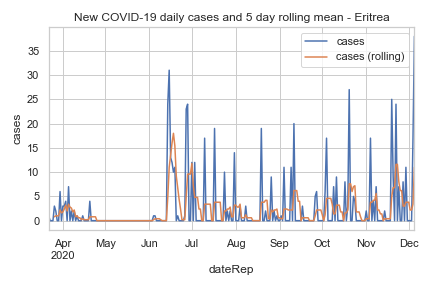 New COVID-19 daily cases and 5 day rolling mean - Eritrea
cases
cases (rolling)
cases
35
30
25
20
15
10
5
0
Apr May Jun Jul Aug Sep Oct Nov Dec
2020
dateRep